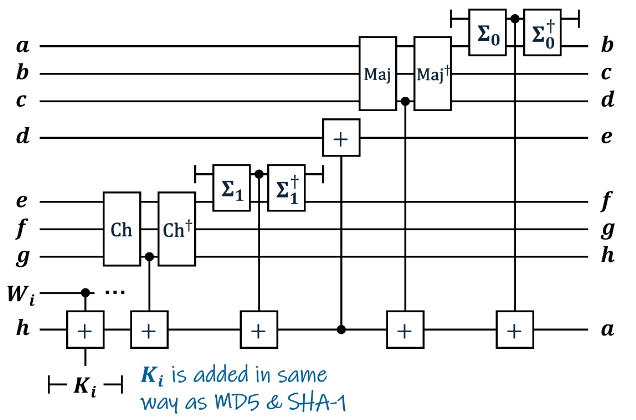 Σ₀ Σ₀†
a b
b Maj Maj† c
c d
d + e
Σ₁ Σ₁†
e f
f Ch Ch† g
g h
Wᵢ ...
h + + + + + a
Kᵢ
Kᵢ is added in same
way as MD5 & SHA-1